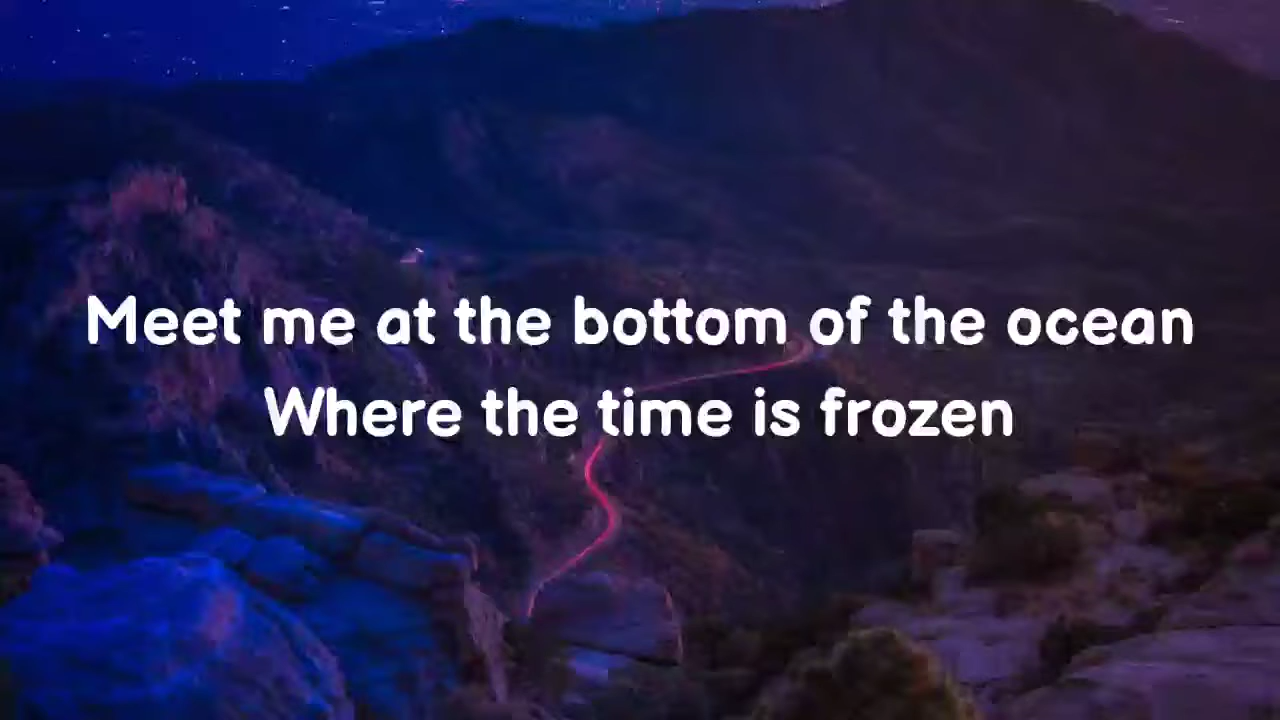 Meet me at the bottom of the ocean
Where the time is frozen